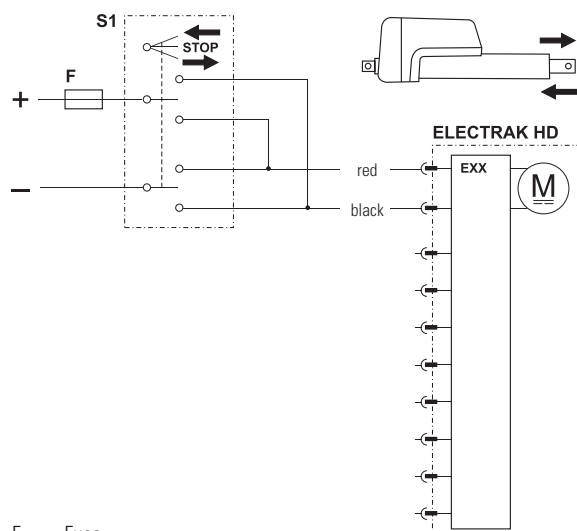 S1
STOP
F
+
–
ELECTRAK HD
red
EXX
M
black
F Fuse